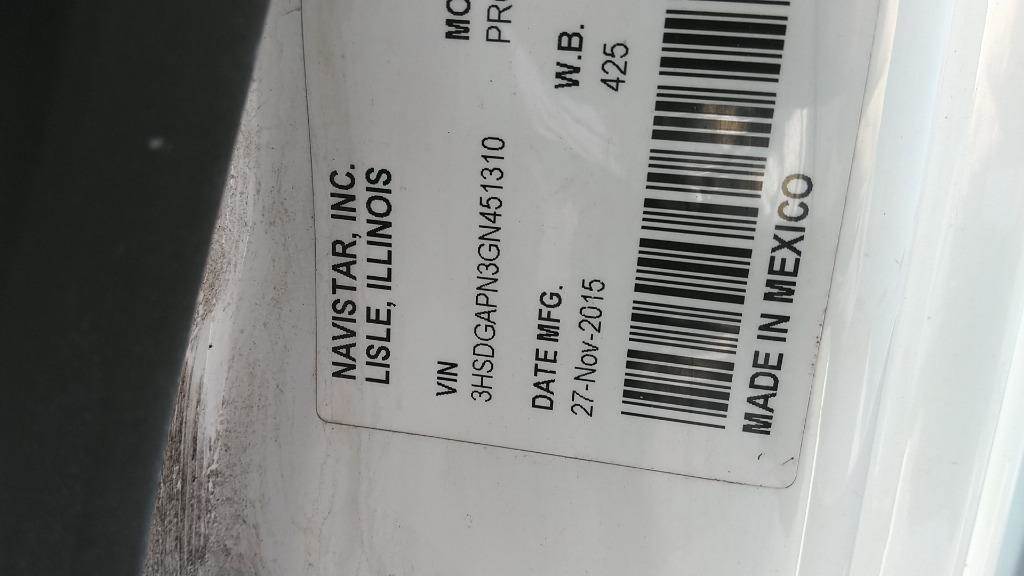 NAVISTAR, INC.
LISLE, ILLINOIS
VIN
3HSDGAPN3GN451310
DATE MFG.
27-Nov-2015
W.B.
425
MADE IN MEXICO